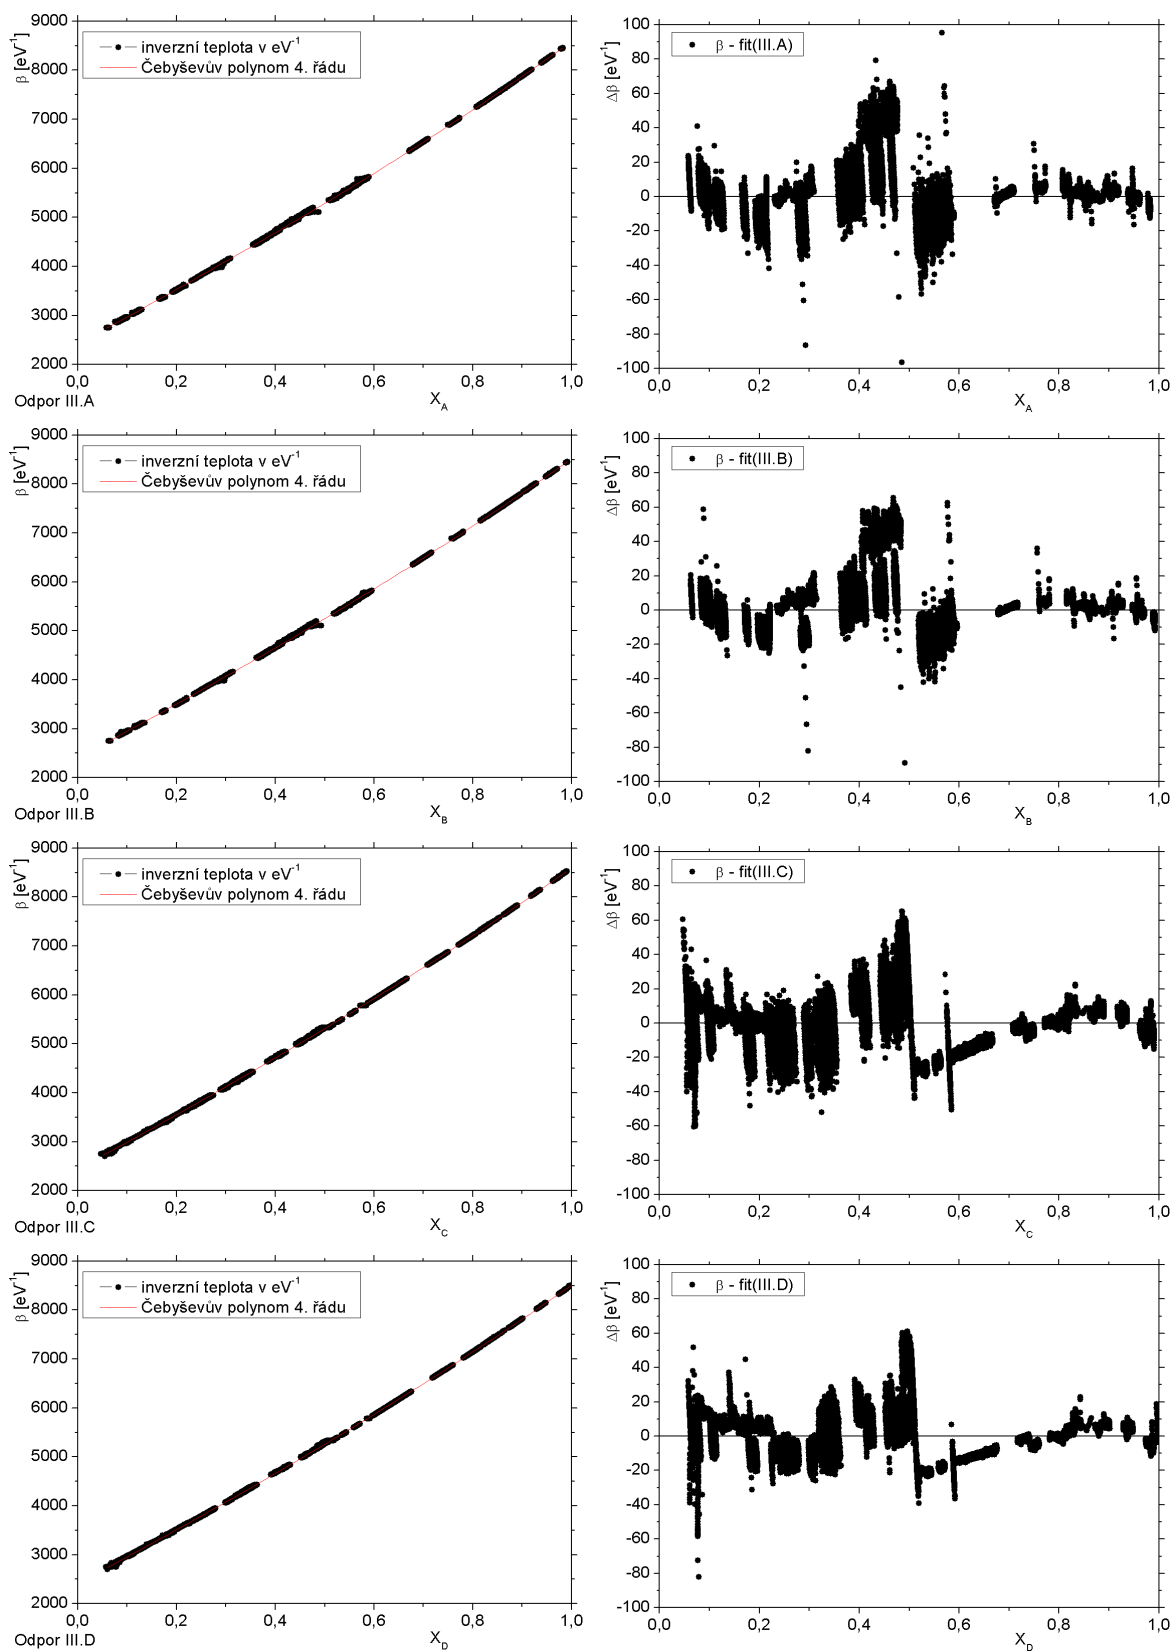 9000
8000
7000
6000
5000
4000
3000
2000
β [eV⁻¹]
inverzní teplota v eV⁻¹
Čebyševův polynom 4. řádu
0,0 0,2 0,4 0,6 0,8 1,0
Odpor III.A
X_A
100
80
60
40
20
0
-20
-40
-60
-80
-100
Δβ [eV⁻¹]
β - fit(III.A)
0,0 0,2 0,4 0,6 0,8 1,0
X_A
9000
8000
7000
6000
5000
4000
3000
2000
β [eV⁻¹]
inverzní teplota v eV⁻¹
Čebyševův polynom 4. řádu
0,0 0,2 0,4 0,6 0,8 1,0
Odpor III.B
X_B
100
80
60
40
20
0
-20
-40
-60
-80
-100
Δβ [eV⁻¹]
β - fit(III.B)
0,0 0,2 0,4 0,6 0,8 1,0
X_B
9000
8000
7000
6000
5000
4000
3000
2000
β [eV⁻¹]
inverzní teplota v eV⁻¹
Čebyševův polynom 4. řádu
0,0 0,2 0,4 0,6 0,8 1,0
Odpor III.C
X_C
100
80
60
40
20
0
-20
-40
-60
-80
-100
Δβ [eV⁻¹]
β - fit(III.C)
0,0 0,2 0,4 0,6 0,8 1,0
X_C
9000
8000
7000
6000
5000
4000
3000
2000
β [eV⁻¹]
inverzní teplota v eV⁻¹
Čebyševův polynom 4. řádu
0,0 0,2 0,4 0,6 0,8 1,0
Odpor III.D
X_D
100
80
60
40
20
0
-20
-40
-60
-80
-100
Δβ [eV⁻¹]
β - fit(III.D)
0,0 0,2 0,4 0,6 0,8 1,0
X_D